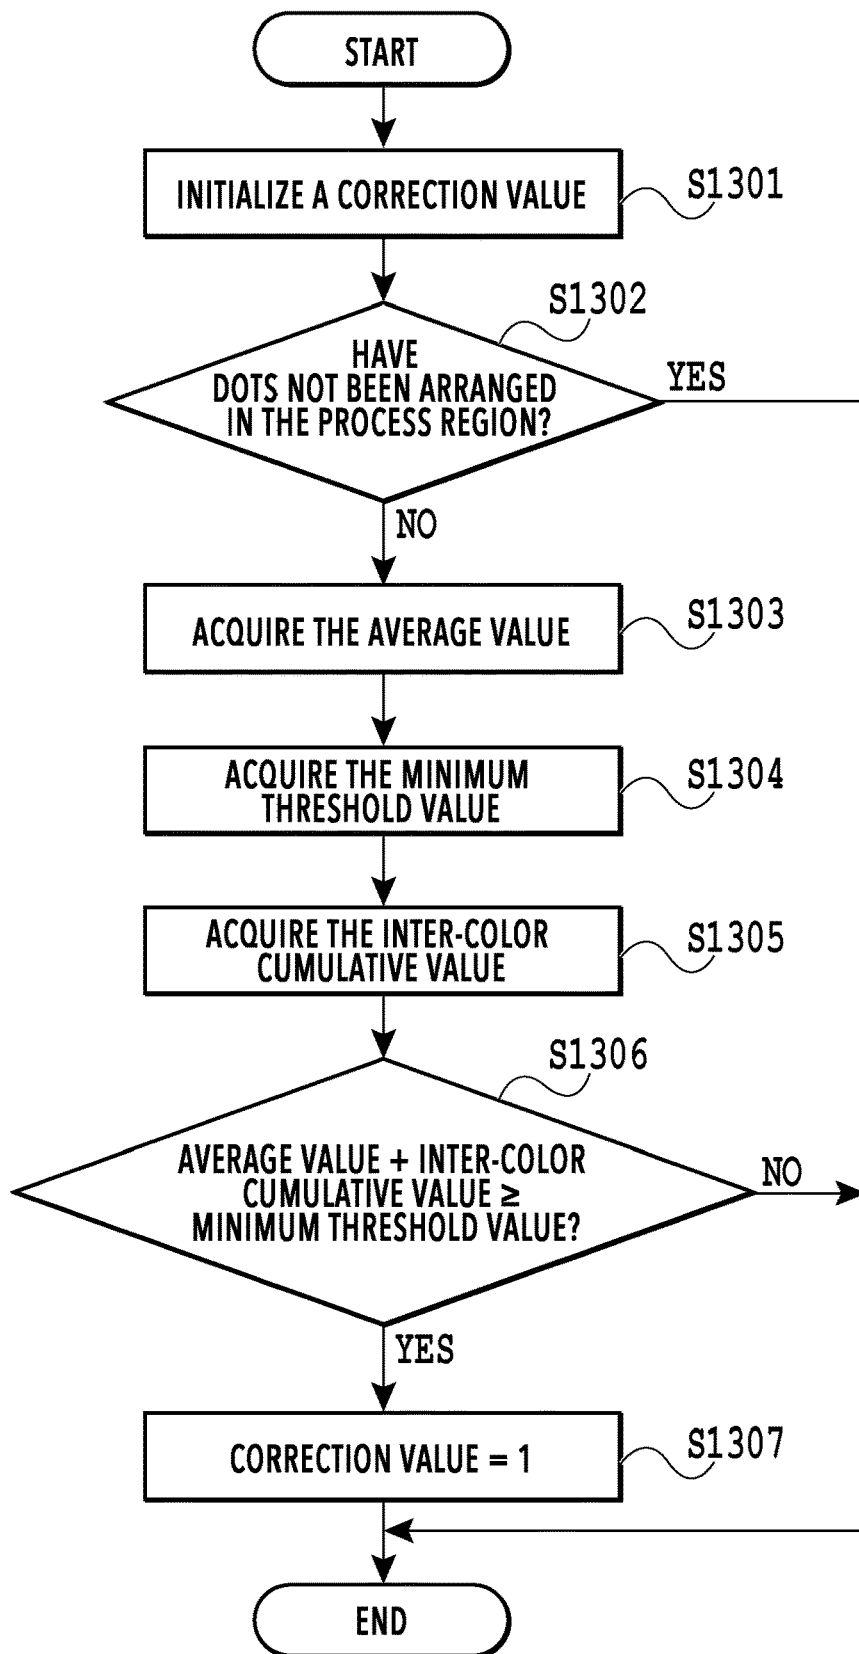 START
INITIALIZE A CORRECTION VALUE
S1301
S1302
HAVE
DOTS NOT BEEN ARRANGED
IN THE PROCESS REGION?
YES
NO
ACQUIRE THE AVERAGE VALUE
S1303
ACQUIRE THE MINIMUM
THRESHOLD VALUE
S1304
ACQUIRE THE INTER-COLOR
CUMULATIVE VALUE
S1305
S1306
AVERAGE VALUE + INTER-COLOR
CUMULATIVE VALUE ≥
MINIMUM THRESHOLD VALUE?
NO
YES
CORRECTION VALUE = 1
S1307
END